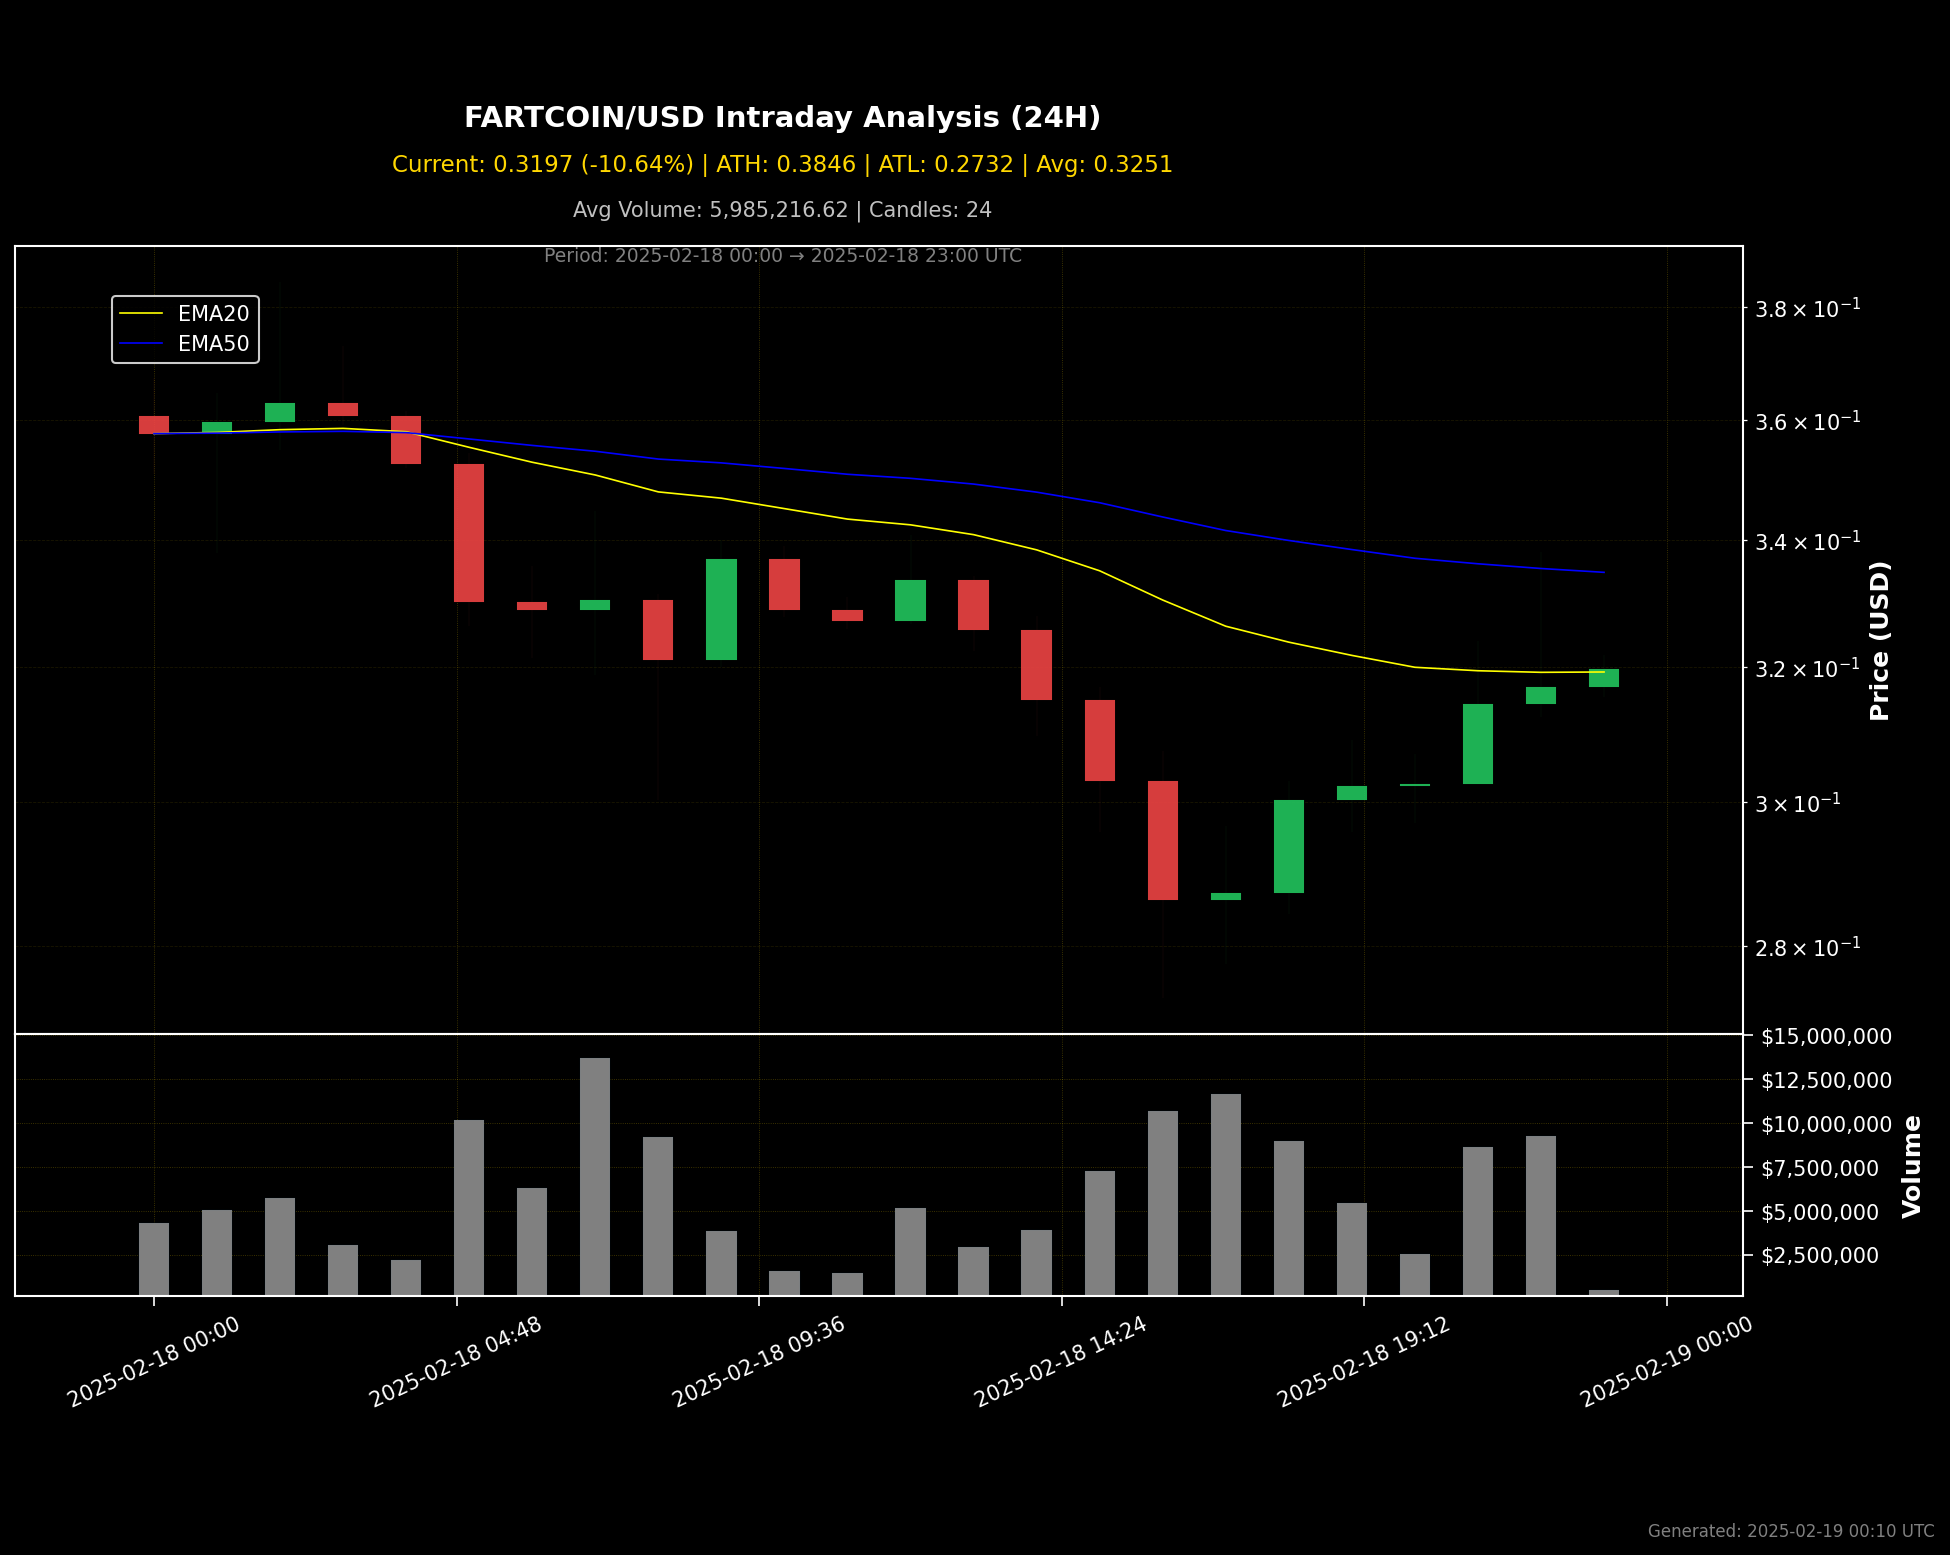 FARTCOIN/USD Intraday Analysis (24H)
Current: 0.3197 (-10.64%) | ATH: 0.3846 | ATL: 0.2732 | Avg: 0.3251
Avg Volume: 5,985,216.62 | Candles: 24
Period: 2025-02-18 00:00 → 2025-02-18 23:00 UTC
EMA20
EMA50
3.8 × 10⁻¹
3.6 × 10⁻¹
3.4 × 10⁻¹
3.2 × 10⁻¹
3 × 10⁻¹
2.8 × 10⁻¹
Price (USD)
$15,000,000
$12,500,000
$10,000,000
$7,500,000
$5,000,000
$2,500,000
Volume
2025-02-18 00:00
2025-02-18 04:48
2025-02-18 09:36
2025-02-18 14:24
2025-02-18 19:12
2025-02-19 00:00
Generated: 2025-02-19 00:10 UTC